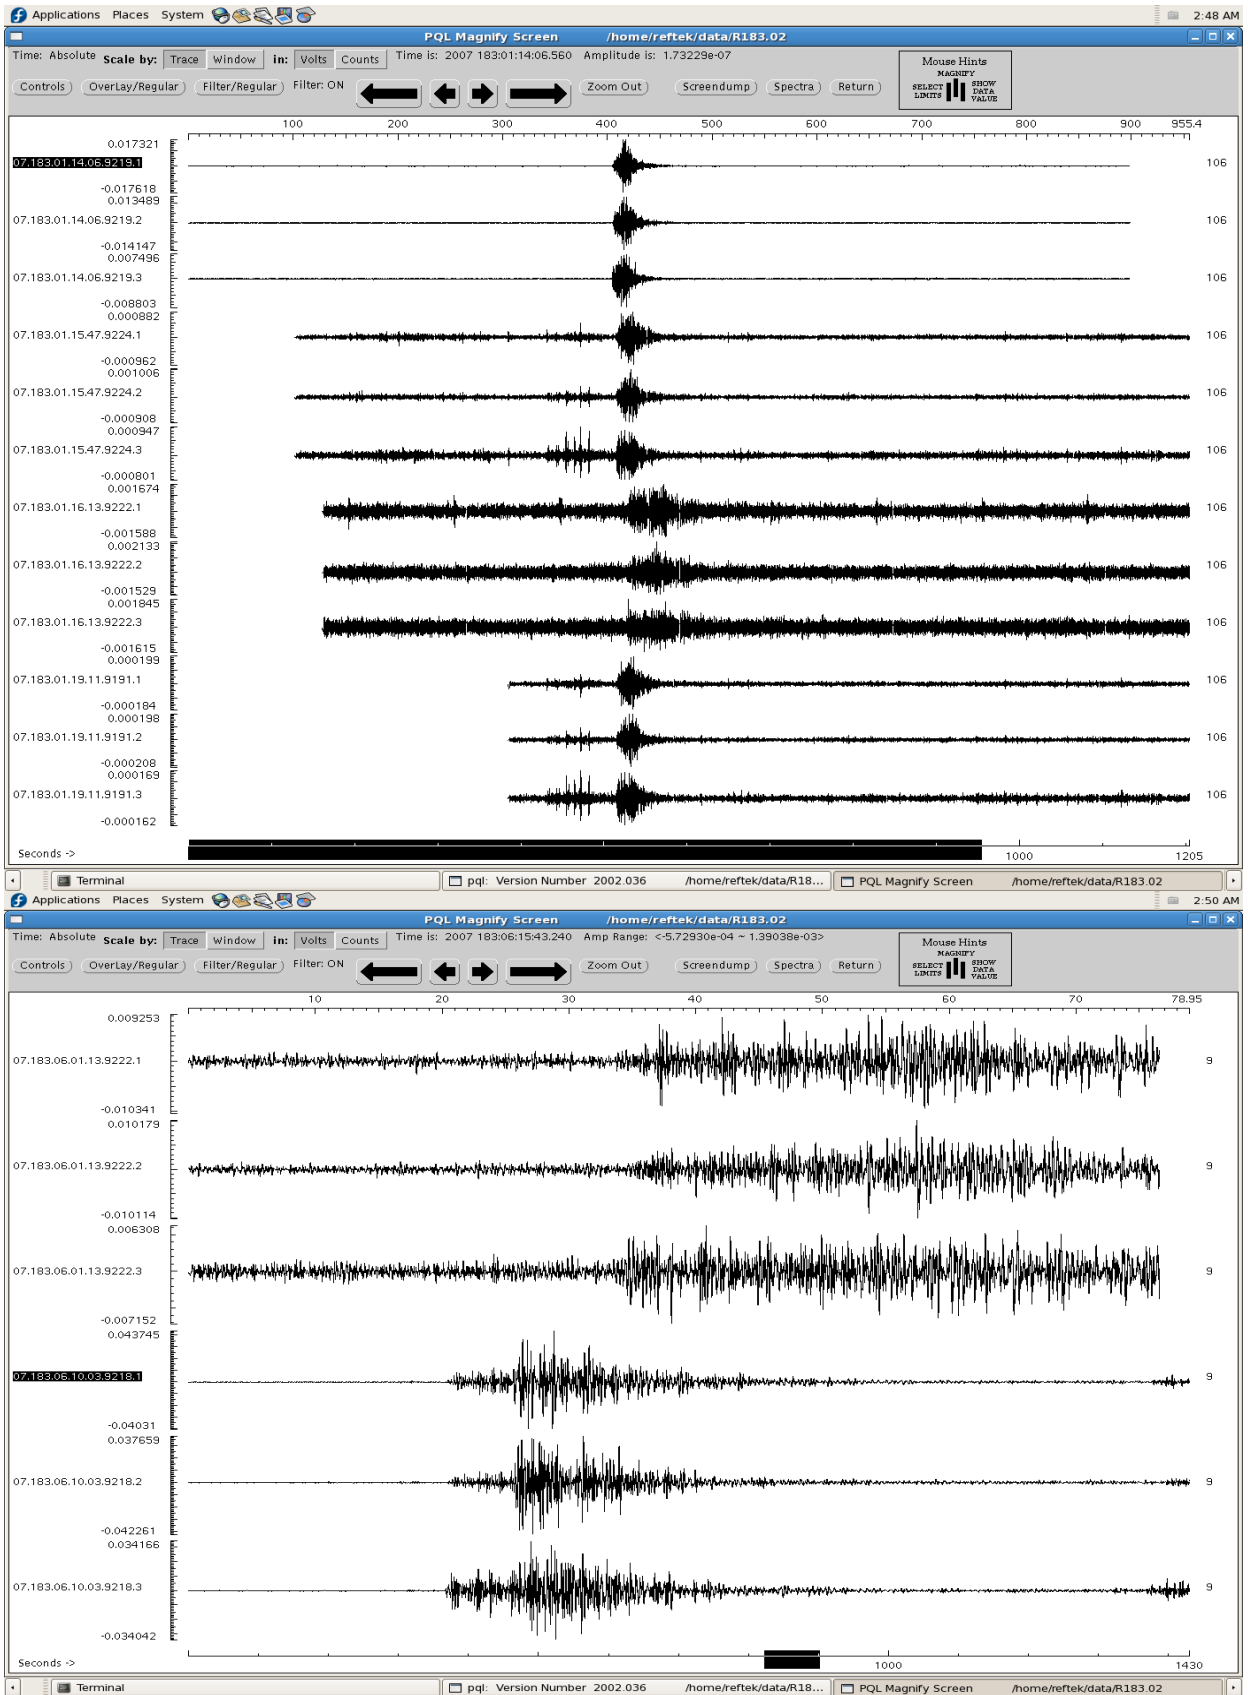 Applications Places System 2:48 AM
PQL Magnify Screen /home/reftek/data/R183.02
Time: Absolute Scale by: Trace Window in: Volts Counts Time is: 2007 183:01:14:06.560 Amplitude is: 1.73229e-07
Controls OverLay/Regular Filter/Regular Filter: ON Zoom Out Screendump Spectra Return
Mouse Hints
MAGNIFY
SELECT LIMITS SHOW DATA VALUE
100 200 300 400 500 600 700 800 900 955.4
0.017321
07.183.01.14.06.9219.1 106
-0.017618
0.013489
07.183.01.14.06.9219.2 106
-0.014147
0.007496
07.183.01.14.06.9219.3 106
-0.008803
0.000882
07.183.01.15.47.9224.1 106
-0.000962
0.001006
07.183.01.15.47.9224.2 106
-0.000908
0.000947
07.183.01.15.47.9224.3 106
-0.000801
0.001674
07.183.01.16.13.9222.1 106
-0.001588
0.002133
07.183.01.16.13.9222.2 106
-0.001529
0.001845
07.183.01.16.13.9222.3 106
-0.001615
0.000199
07.183.01.19.11.9191.1 106
-0.000184
0.000198
07.183.01.19.11.9191.2 106
-0.000208
0.000169
07.183.01.19.11.9191.3 106
-0.000162
Seconds -> 1000 1205
Terminal pql: Version Number 2002.036 /home/reftek/data/R18... PQL Magnify Screen /home/reftek/data/R183.02
Applications Places System 2:50 AM
PQL Magnify Screen /home/reftek/data/R183.02
Time: Absolute Scale by: Trace Window in: Volts Counts Time is: 2007 183:06:15:43.240 Amp Range: <-5.72930e-04 ~ 1.39038e-03>
Controls OverLay/Regular Filter/Regular Filter: ON Zoom Out Screendump Spectra Return
Mouse Hints
MAGNIFY
SELECT LIMITS SHOW DATA VALUE
10 20 30 40 50 60 70 78.95
0.009253
07.183.06.01.13.9222.1 9
-0.010341
0.010179
07.183.06.01.13.9222.2 9
-0.010114
0.006308
07.183.06.01.13.9222.3 9
-0.007152
0.043745
07.183.06.10.03.9218.1 9
-0.04031
0.037659
07.183.06.10.03.9218.2 9
-0.042261
0.034166
07.183.06.10.03.9218.3 9
-0.034042
Seconds -> 1000 1430
Terminal pql: Version Number 2002.036 /home/reftek/data/R18... PQL Magnify Screen /home/reftek/data/R183.02